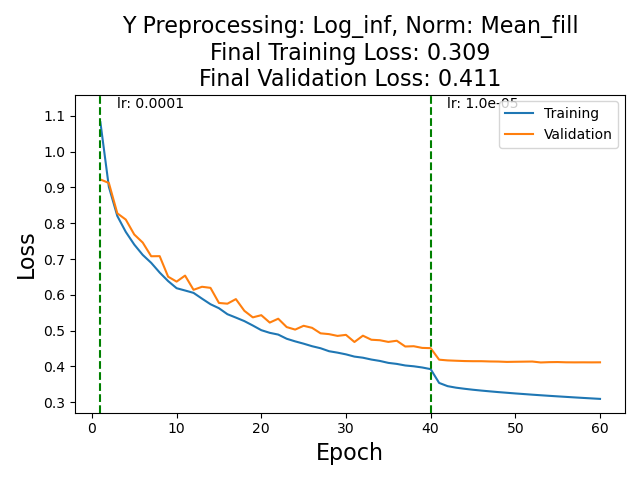 Y Preprocessing: Log_inf, Norm: Mean_fill
Final Training Loss: 0.309
Final Validation Loss: 0.411
lr: 0.0001
lr: 1.0e-05
Training
Validation
Loss
1.1
1.0
0.9
0.8
0.7
0.6
0.5
0.4
0.3
0 10 20 30 40 50 60
Epoch